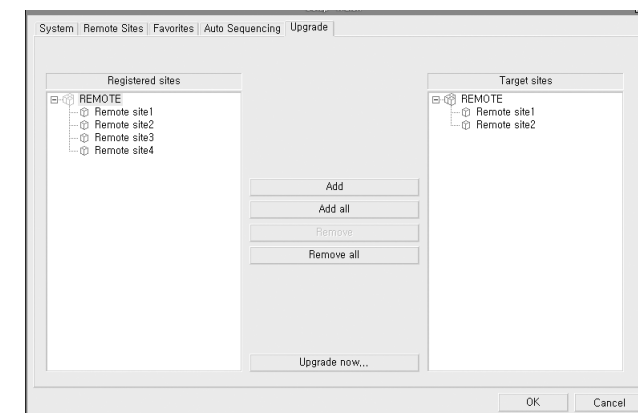 System Remote Sites Favorites Auto Sequencing Upgrade
Registered sites
REMOTE
Remote site1
Remote site2
Remote site3
Remote site4
Add
Add all
Remove
Remove all
Upgrade now...
Target sites
REMOTE
Remote site1
Remote site2
OK Cancel